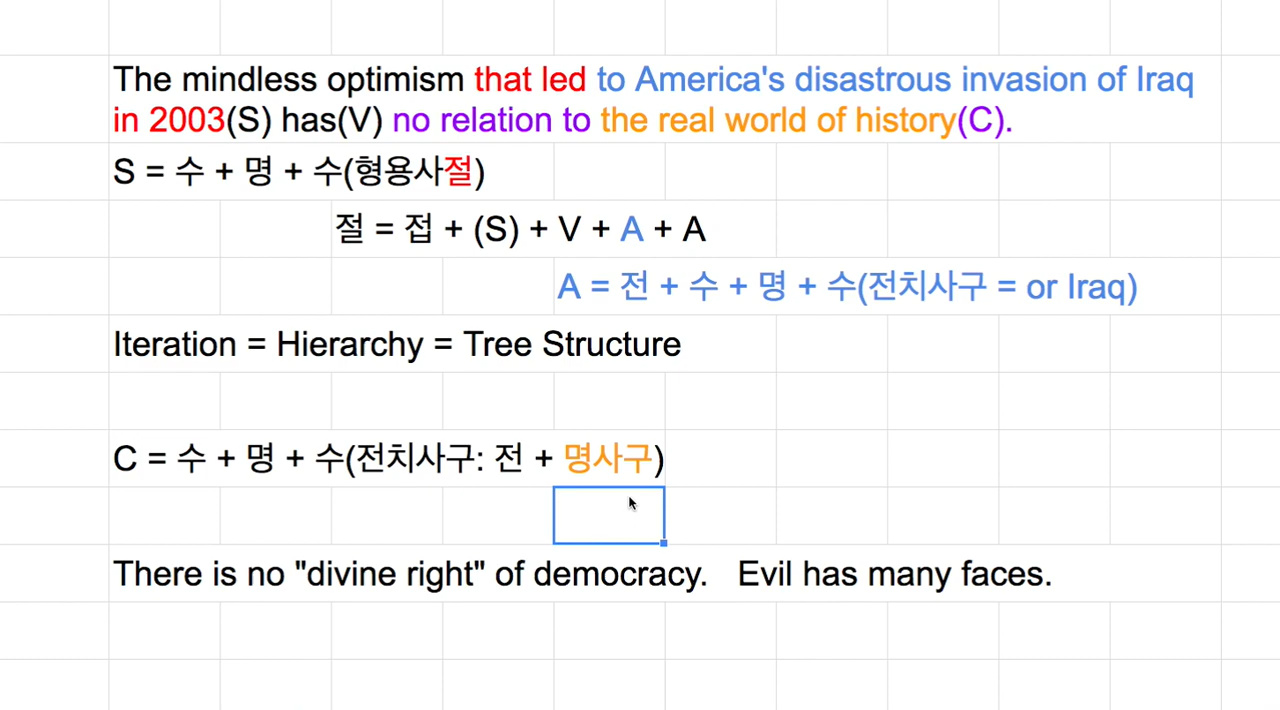 The mindless optimism that led to America's disastrous invasion of Iraq
in 2003(S) has(V) no relation to the real world of history(C).
S = 수 + 명 + 수(형용사절)
절 = 접 + (S) + V + A + A
A = 전 + 수 + 명 + 수(전치사구 = or Iraq)
Iteration = Hierarchy = Tree Structure
C = 수 + 명 + 수(전치사구: 전 + 명사구)
There is no "divine right" of democracy. Evil has many faces.